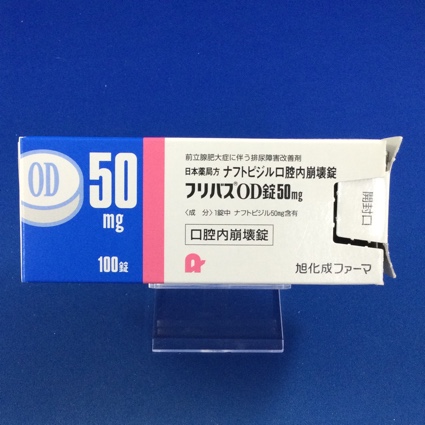 OD
50
mg
100錠
前立腺肥大症に伴う排尿障害改善剤
日本薬局方 ナフトピジル口腔内崩壊錠
フリバス®OD錠50mg
〈成 分〉1錠中 ナフトピジル50mg含有
口腔内崩壊錠
旭化成ファーマ
開封口